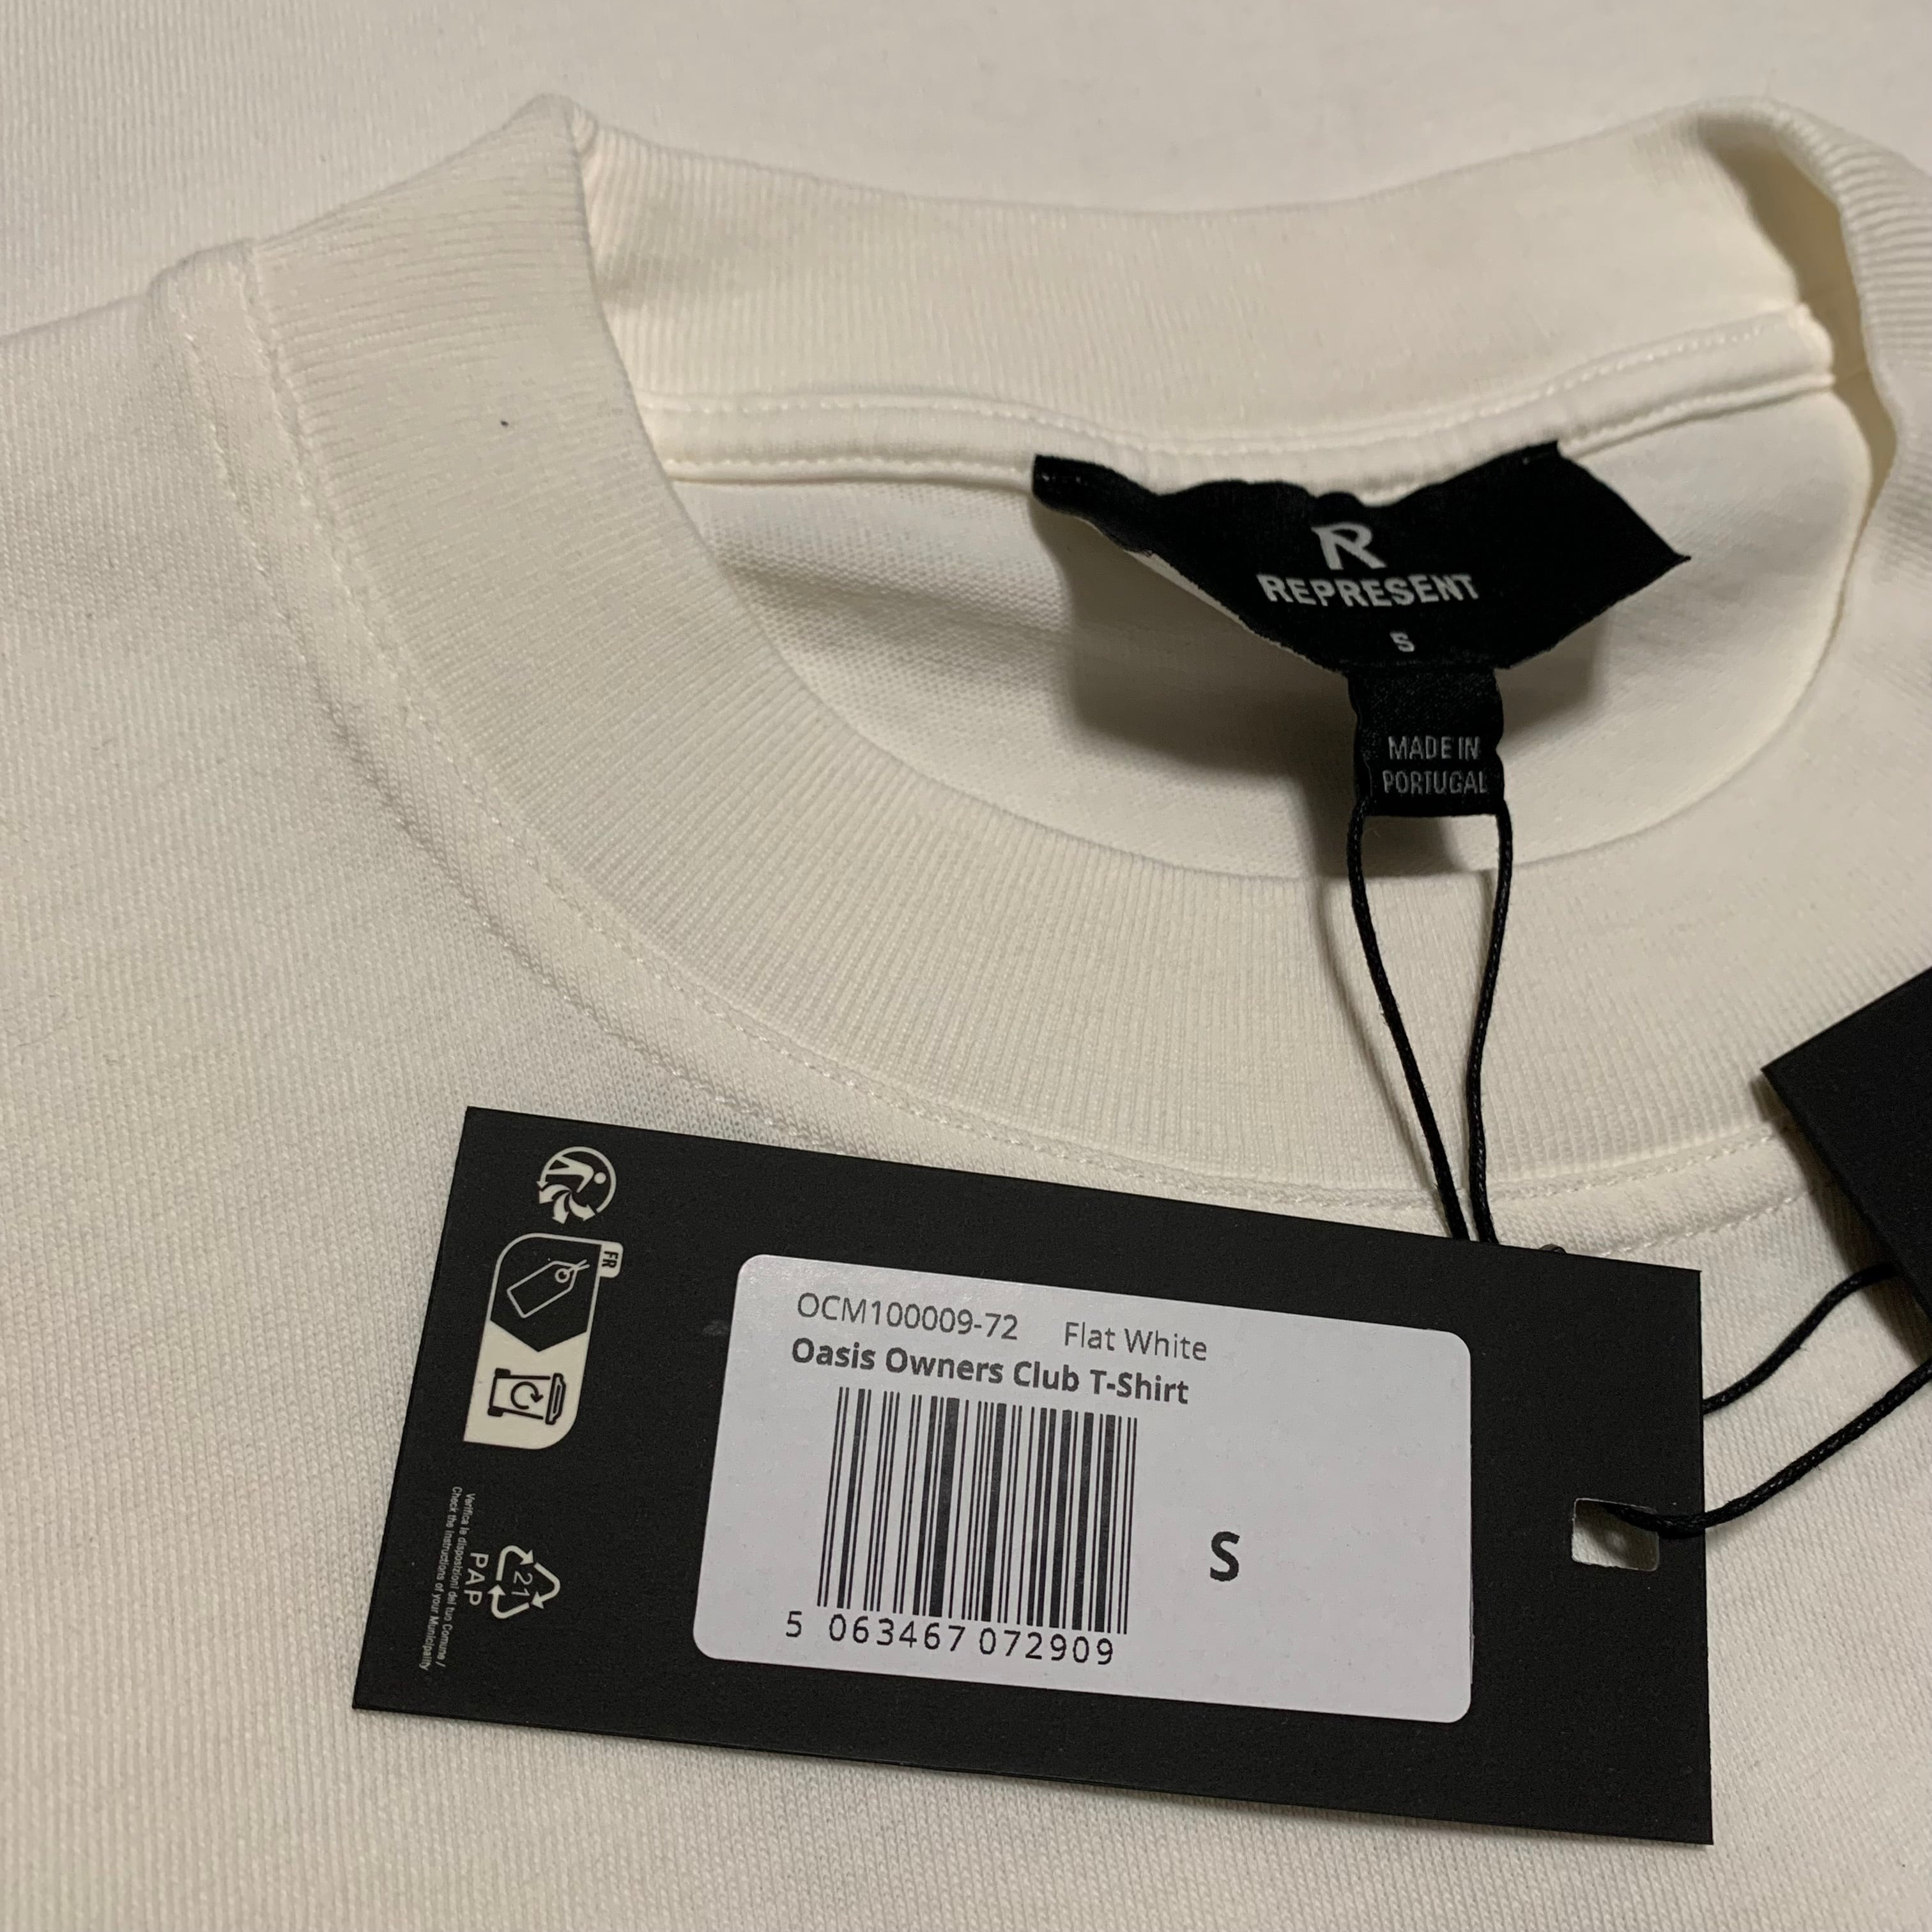 R
REPRESENT
S
MADE IN
PORTUGAL
OCM100009-72 Flat White
Oasis Owners Club T-Shirt
S
5 063467 072909
FR
21
PAP
Verifica le disposizioni del tuo Comune /
Check the instructions of your Municipality